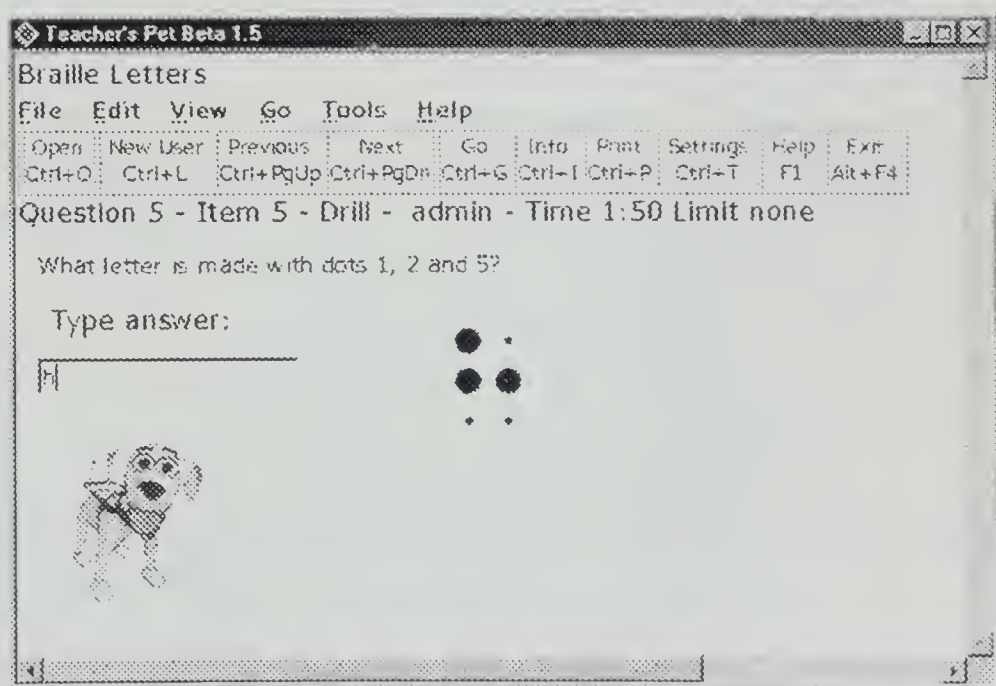 Teacher's Pet Beta 1.5
Braille Letters
File Edit View Go Tools Help
Open New User Previous Next Go Info Print Settings Help Exit
Ctrl+O Ctrl+L Ctrl+PgUp Ctrl+PgDn Ctrl+G Ctrl+I Ctrl+P Ctrl+T F1 Alt+F4
Question 5 - Item 5 - Drill - admin - Time 1:50 Limit none
What letter is made with dots 1, 2 and 5?
Type answer:
h